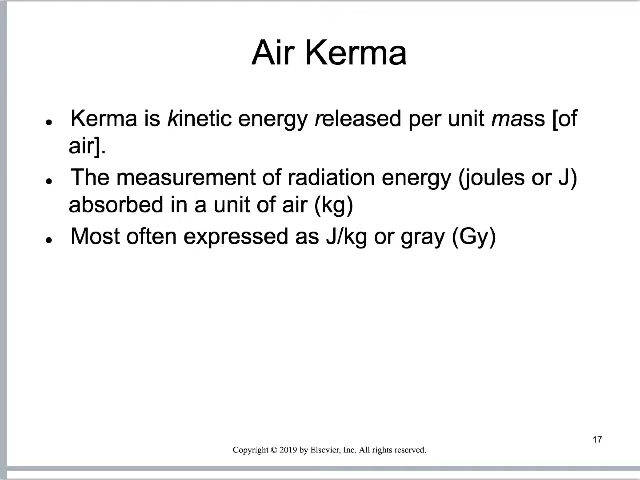 Air Kerma
• Kerma is kinetic energy released per unit mass [of
air].
• The measurement of radiation energy (joules or J)
absorbed in a unit of air (kg)
• Most often expressed as J/kg or gray (Gy)
17
Copyright © 2019 by Elsevier, Inc. All rights reserved.